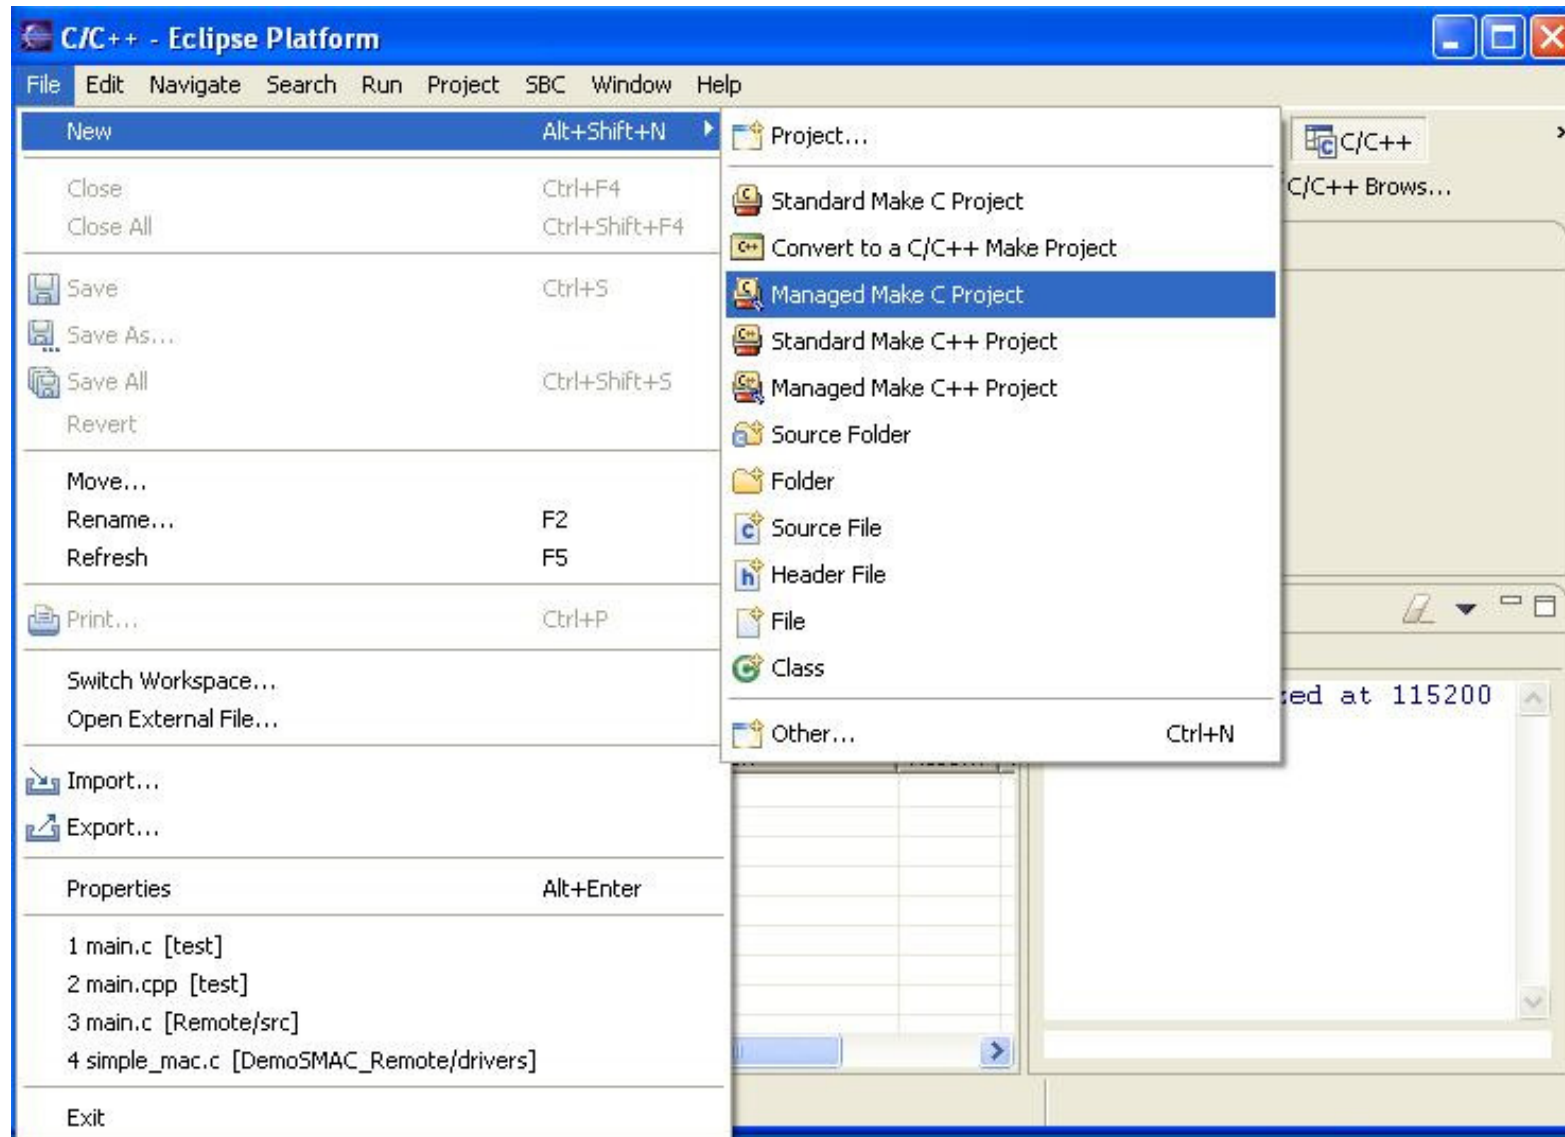 C/C++ - Eclipse Platform
File Edit Navigate Search Run Project SBC Window Help
New Alt+Shift+N
Close Ctrl+F4
Close All Ctrl+Shift+F4
Save Ctrl+S
Save As...
Save All Ctrl+Shift+S
Revert
Move...
Rename... F2
Refresh F5
Print... Ctrl+P
Switch Workspace...
Open External File...
Import...
Export...
Properties Alt+Enter
1 main.c [test]
2 main.cpp [test]
3 main.c [Remote/src]
4 simple_mac.c [DemoSMAC_Remote/drivers]
Exit
Project...
Standard Make C Project
Convert to a C/C++ Make Project
Managed Make C Project
Standard Make C++ Project
Managed Make C++ Project
Source Folder
Folder
Source File
Header File
File
Class
Other... Ctrl+N
C/C++
C/C++ Brows...
at 115200